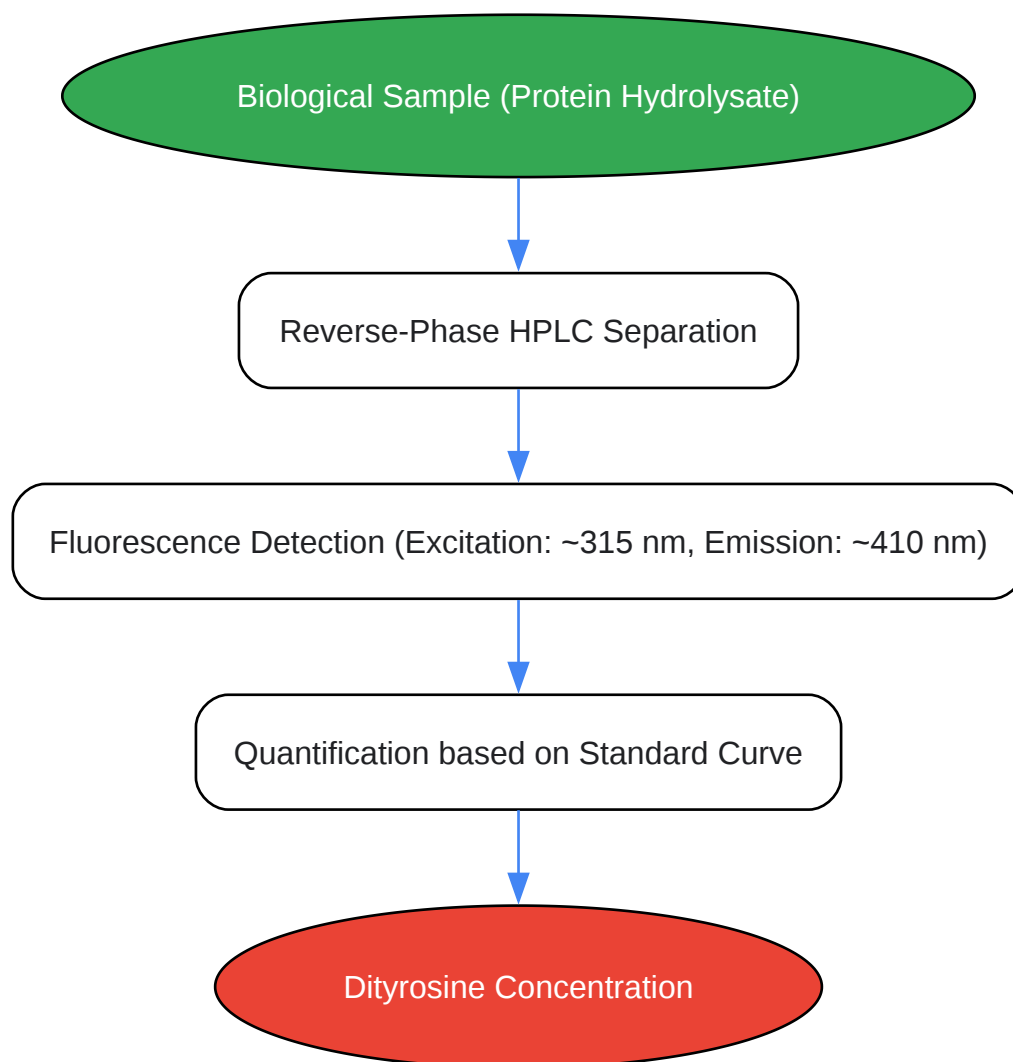 Biological Sample (Protein Hydrolysate)
Reverse-Phase HPLC Separation
Fluorescence Detection (Excitation: ~315 nm, Emission: ~410 nm)
Quantification based on Standard Curve
Dityrosine Concentration